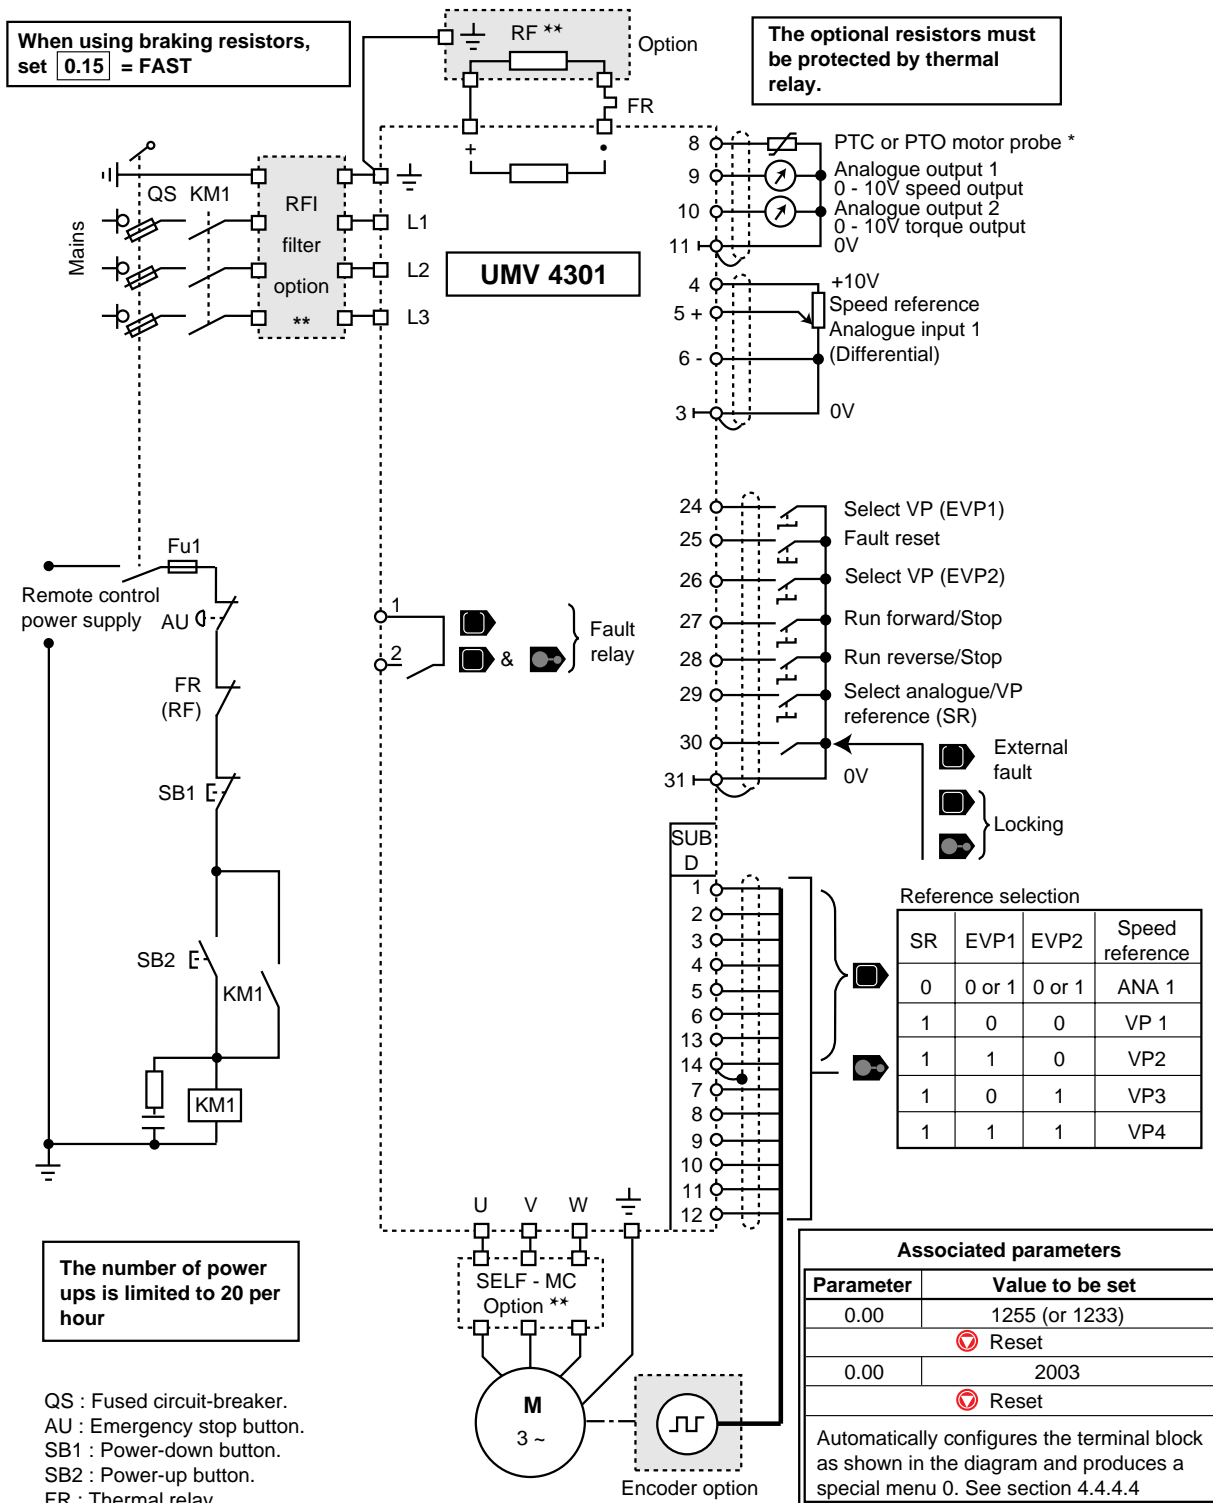 When using braking resistors,
set 0.15 = FAST
RF **
Option
FR
The optional resistors must
be protected by thermal
relay.
+
QS KM1
Mains
RFI
filter
option
**
L1
L2
L3
UMV 4301
8 PTC or PTO motor probe *
9 Analogue output 1
0 - 10V speed output
10 Analogue output 2
0 - 10V torque output
11 0V
4 +10V
5 + Speed reference
Analogue input 1
6 - (Differential)
3 0V
24 Select VP (EVP1)
25 Fault reset
26 Select VP (EVP2)
27 Run forward/Stop
28 Run reverse/Stop
29 Select analogue/VP
reference (SR)
30
31 0V
External
fault
Locking
Fu1
Remote control
power supply
AU
FR
(RF)
SB1
SB2
KM1
KM1
1
2
&
Fault
relay
SUB
D
1
2
3
4
5
6
13
14
7
8
9
10
11
12
Reference selection
SR EVP1 EVP2 Speed
reference
0 0 or 1 0 or 1 ANA 1
1 0 0 VP 1
1 1 0 VP2
1 0 1 VP3
1 1 1 VP4
U V W
SELF - MC
Option **
M
3 ~
Encoder option
The number of power
ups is limited to 20 per
hour
QS : Fused circuit-breaker.
AU : Emergency stop button.
SB1 : Power-down button.
SB2 : Power-up button.
FR : Thermal relay
Associated parameters
Parameter Value to be set
0.00 1255 (or 1233)
Reset
0.00 2003
Reset
Automatically configures the terminal block
as shown in the diagram and produces a
special menu 0. See section 4.4.4.4